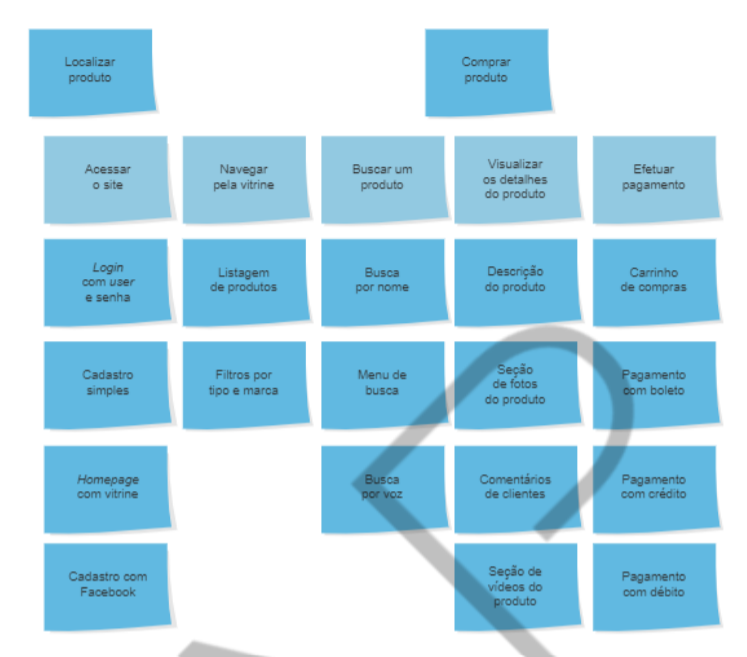 Localizar
produto
Comprar
produto
Acessar
o site
Navegar
pela vitrine
Buscar um
produto
Visualizar
os detalhes
do produto
Efetuar
pagamento
Login
com user
e senha
Listagem
de produtos
Busca
por nome
Descrição
do produto
Carrinho
de compras
Cadastro
simples
Filtros por
tipo e marca
Menu de
busca
Seção
de fotos
do produto
Pagamento
com boleto
Homepage
com vitrine
Busca
por voz
Comentários
de clientes
Pagamento
com crédito
Cadastro com
Facebook
Seção de
vídeos do
produto
Pagamento
com débito